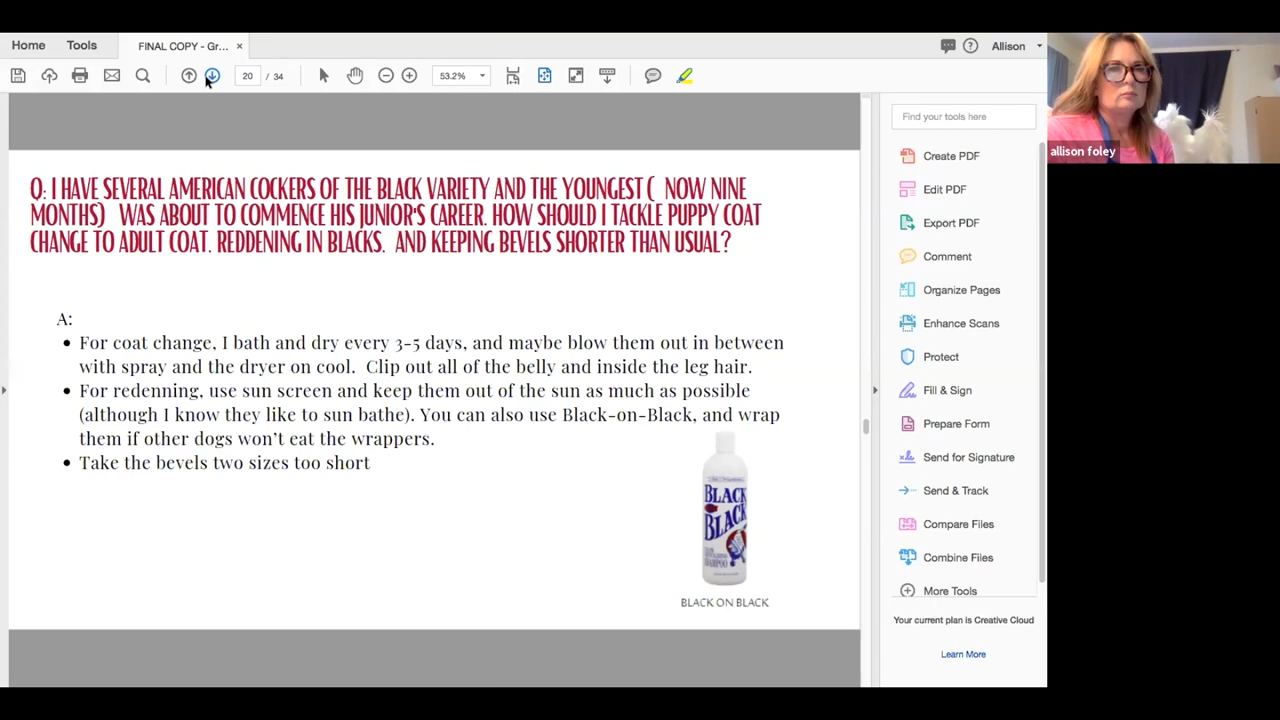 Home Tools FINAL COPY - Gr... × Allison
20 / 34 53.2%
allison foley
Find your tools here
Create PDF
Edit PDF
Export PDF
Comment
Organize Pages
Enhance Scans
Protect
Fill & Sign
Prepare Form
Send for Signature
Send & Track
Compare Files
Combine Files
More Tools
Your current plan is Creative Cloud
Learn More
Q: I HAVE SEVERAL AMERICAN COCKERS OF THE BLACK VARIETY AND THE YOUNGEST ( NOW NINE
MONTHS) WAS ABOUT TO COMMENCE HIS JUNIOR'S CAREER. HOW SHOULD I TACKLE PUPPY COAT
CHANGE TO ADULT COAT. REDDENING IN BLACKS. AND KEEPING BEVELS SHORTER THAN USUAL?
A:
• For coat change, I bath and dry every 3-5 days, and maybe blow them out in between
with spray and the dryer on cool. Clip out all of the belly and inside the leg hair.
• For redenning, use sun screen and keep them out of the sun as much as possible
(although I know they like to sun bathe). You can also use Black-on-Black, and wrap
them if other dogs won't eat the wrappers.
• Take the bevels two sizes too short
BLACK
BLACK
SHAMPOO
BLACK ON BLACK